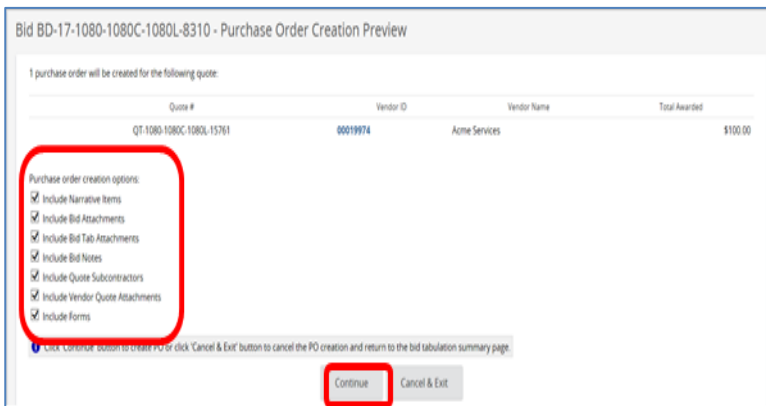 Bid BD-17-1080-1080C-1080L-8310 - Purchase Order Creation Preview
1 purchase order will be created for the following quote:
Quote # Vendor ID Vendor Name Total Awarded
QT-1080-1080C-1080L-15761 00019974 Acme Services $100.00
Purchase order creation options:
Include Narrative Items
Include Bid Attachments
Include Bid Tab Attachments
Include Bid Notes
Include Quote Subcontractors
Include Vendor Quote Attachments
Include Forms
Click 'Continue' button to create PO or click 'Cancel & Exit' button to cancel the PO creation and return to the bid tabulation summary page.
Continue Cancel & Exit